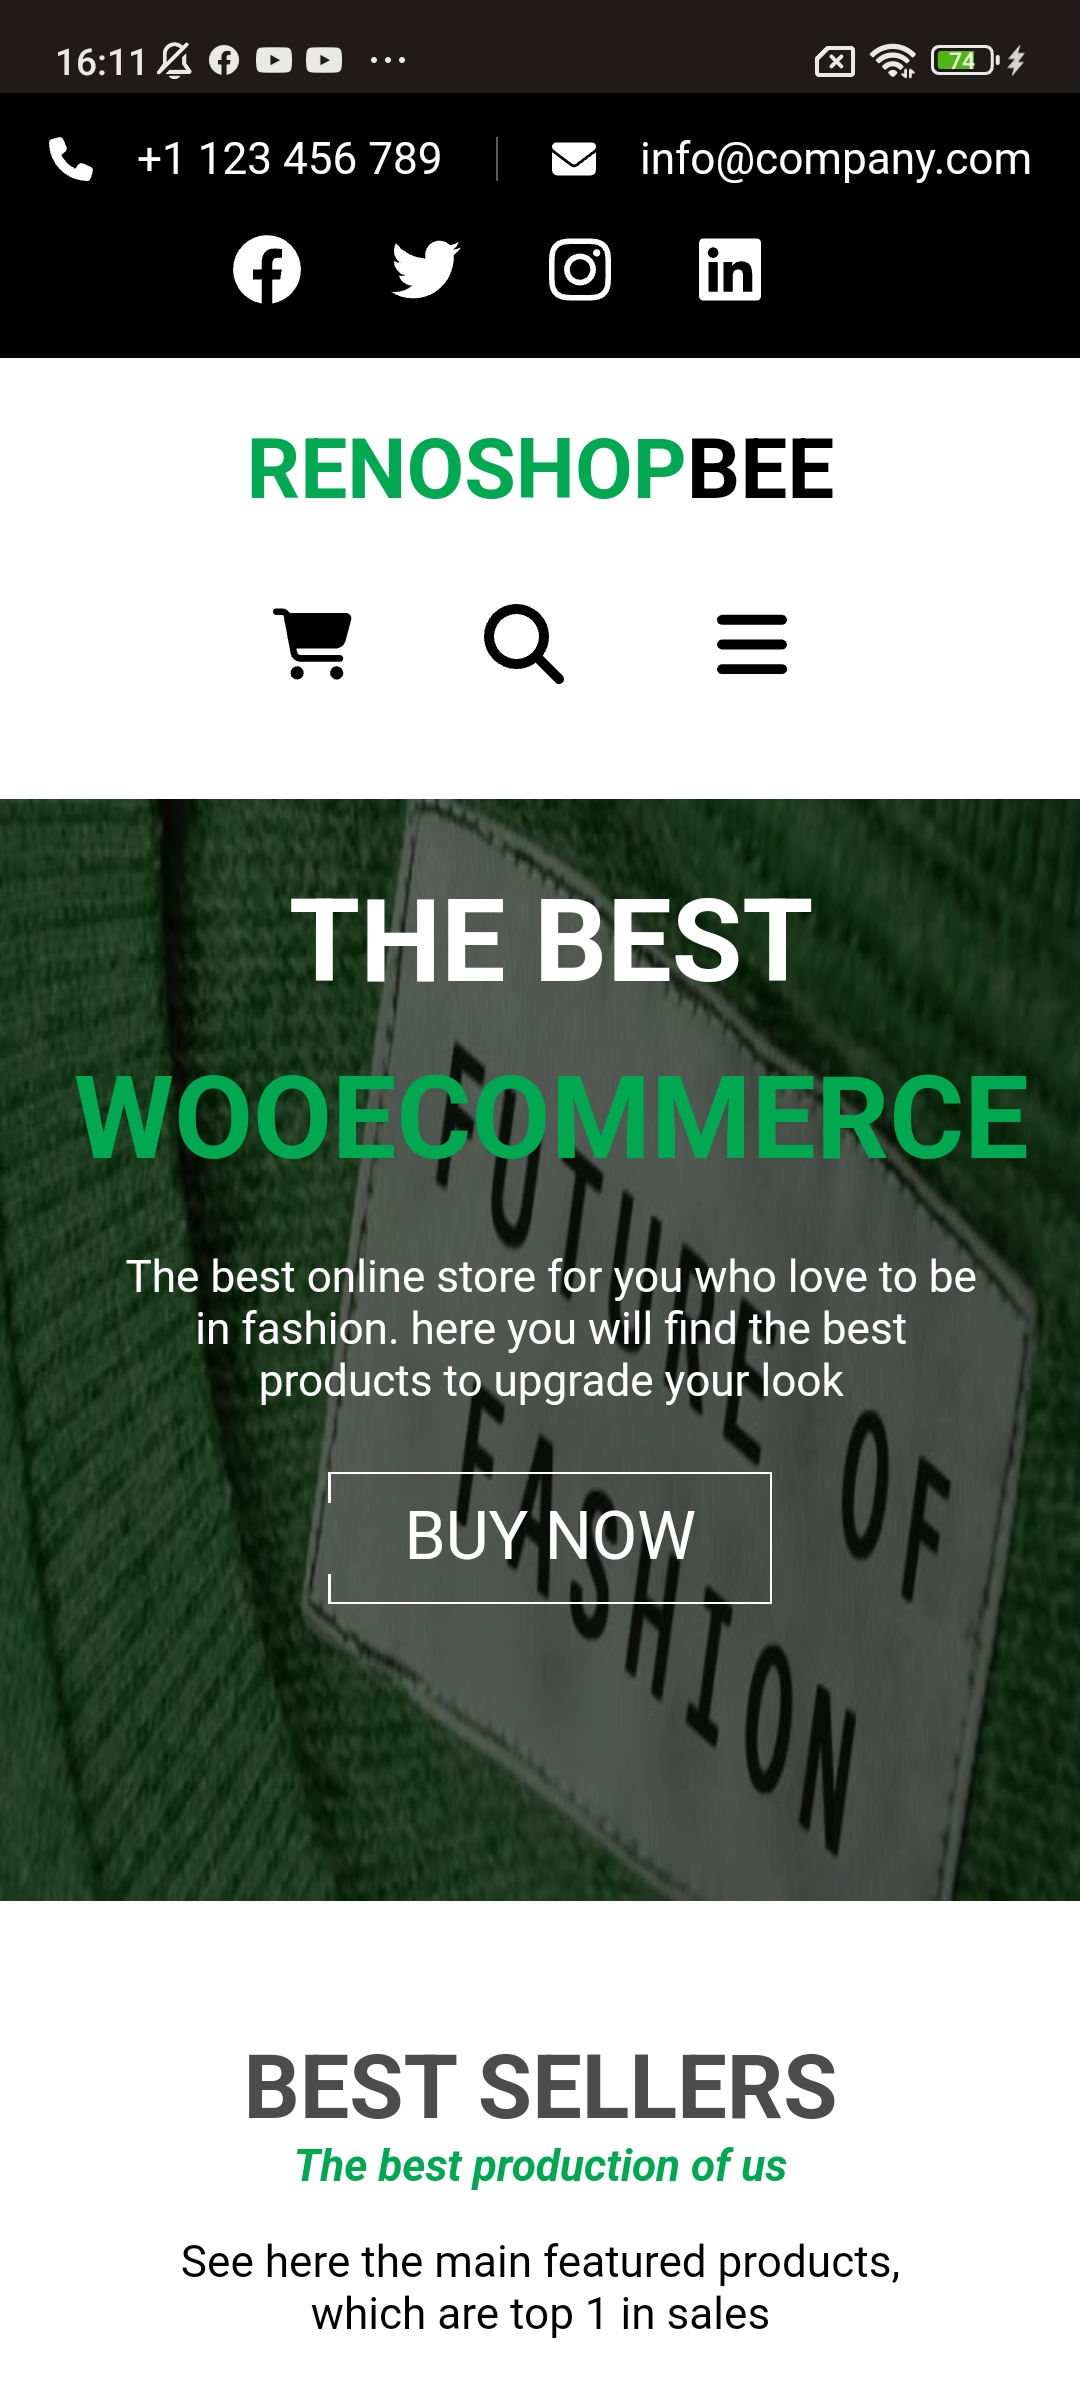 16:11
74
+1 123 456 789
info@company.com
RENOSHOPBEE
THE BEST
WOOECOMMERCE
The best online store for you who love to be
in fashion. here you will find the best
products to upgrade your look
BUY NOW
FUTURE OF
FASHION
BEST SELLERS
The best production of us
See here the main featured products,
which are top 1 in sales